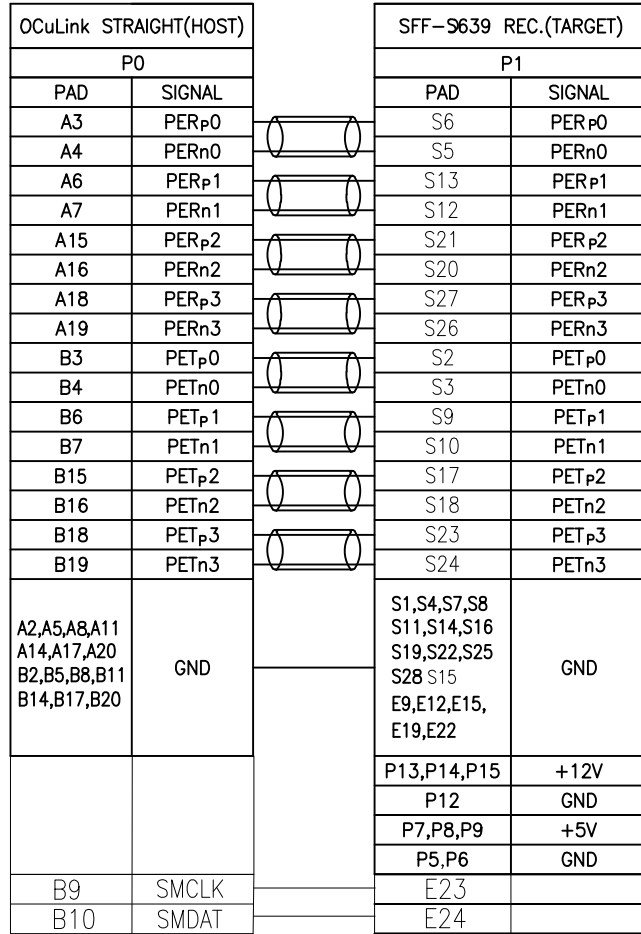 OCuLink STRAIGHT(HOST) SFF-S639 REC.(TARGET)
P0 P1
PAD SIGNAL PAD SIGNAL
A3 PERP0 S6 PERP0
A4 PERn0 S5 PERn0
A6 PERP1 S13 PERP1
A7 PERn1 S12 PERn1
A15 PERP2 S21 PERP2
A16 PERn2 S20 PERn2
A18 PERP3 S27 PERP3
A19 PERn3 S26 PERn3
B3 PETP0 S2 PETP0
B4 PETn0 S3 PETn0
B6 PETP1 S9 PETP1
B7 PETn1 S10 PETn1
B15 PETP2 S17 PETP2
B16 PETn2 S18 PETn2
B18 PETP3 S23 PETP3
B19 PETn3 S24 PETn3
A2,A5,A8,A11
A14,A17,A20
B2,B5,B8,B11
B14,B17,B20
GND
S1,S4,S7,S8
S11,S14,S16
S19,S22,S25
S28 S15
E9,E12,E15,
E19,E22
GND
P13,P14,P15 +12V
P12 GND
P7,P8,P9 +5V
P5,P6 GND
B9 SMCLK E23
B10 SMDAT E24